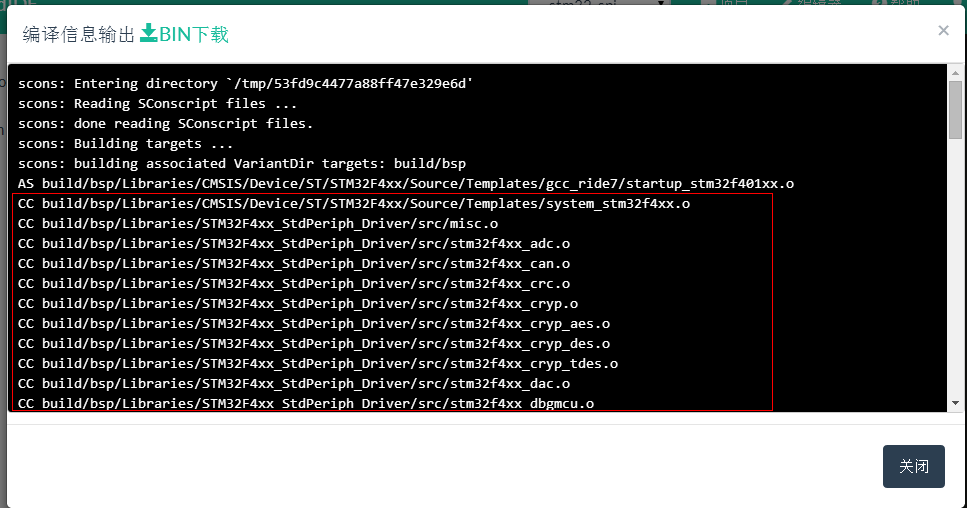 编译信息输出 BIN下载
×
scons: Entering directory `/tmp/53fd9c4477a88ff47e329e6d'
scons: Reading SConscript files ...
scons: done reading SConscript files.
scons: Building targets ...
scons: building associated VariantDir targets: build/bsp
AS build/bsp/Libraries/CMSIS/Device/ST/STM32F4xx/Source/Templates/gcc_ride7/startup_stm32f401xx.o
CC build/bsp/Libraries/CMSIS/Device/ST/STM32F4xx/Source/Templates/system_stm32f4xx.o
CC build/bsp/Libraries/STM32F4xx_StdPeriph_Driver/src/misc.o
CC build/bsp/Libraries/STM32F4xx_StdPeriph_Driver/src/stm32f4xx_adc.o
CC build/bsp/Libraries/STM32F4xx_StdPeriph_Driver/src/stm32f4xx_can.o
CC build/bsp/Libraries/STM32F4xx_StdPeriph_Driver/src/stm32f4xx_crc.o
CC build/bsp/Libraries/STM32F4xx_StdPeriph_Driver/src/stm32f4xx_cryp.o
CC build/bsp/Libraries/STM32F4xx_StdPeriph_Driver/src/stm32f4xx_cryp_aes.o
CC build/bsp/Libraries/STM32F4xx_StdPeriph_Driver/src/stm32f4xx_cryp_des.o
CC build/bsp/Libraries/STM32F4xx_StdPeriph_Driver/src/stm32f4xx_cryp_tdes.o
CC build/bsp/Libraries/STM32F4xx_StdPeriph_Driver/src/stm32f4xx_dac.o
CC build/bsp/Libraries/STM32F4xx_StdPeriph_Driver/src/stm32f4xx_dbgmcu.o
关闭